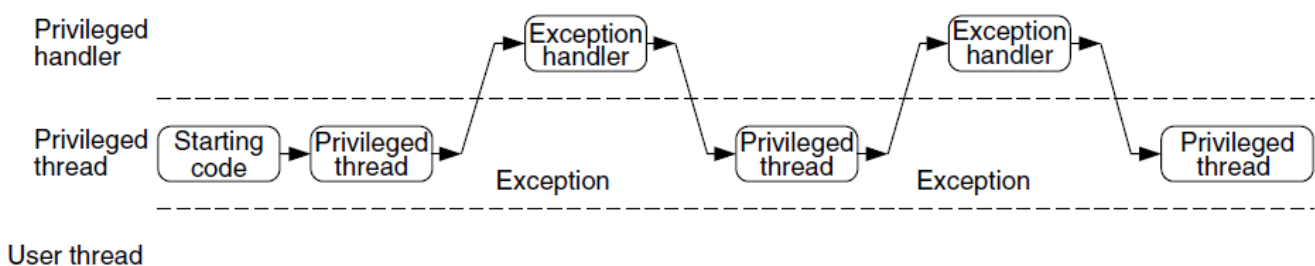 Privileged
handler
Exception
handler
Exception
handler
Privileged
thread
Starting
code
Privileged
thread
Exception
Privileged
thread
Exception
Privileged
thread
User thread